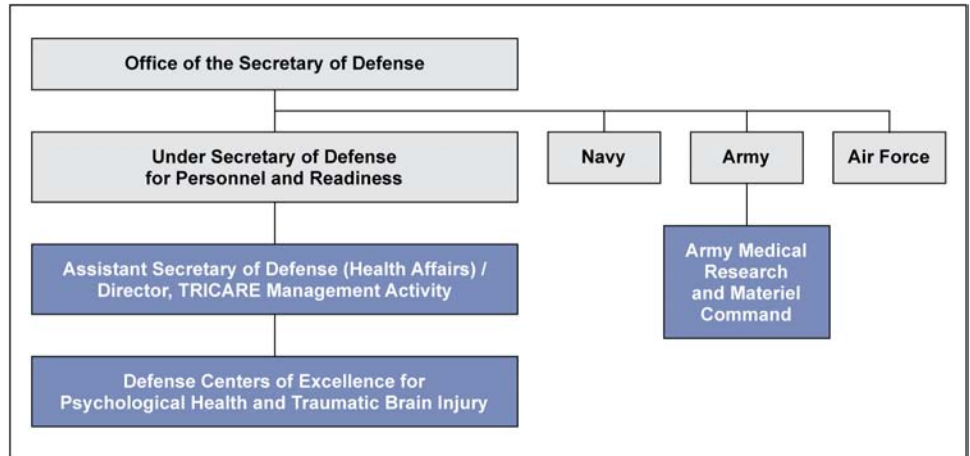 Office of the Secretary of Defense
Under Secretary of Defense
for Personnel and Readiness
Navy
Army
Air Force
Assistant Secretary of Defense (Health Affairs) /
Director, TRICARE Management Activity
Army Medical
Research
and Materiel
Command
Defense Centers of Excellence for
Psychological Health and Traumatic Brain Injury